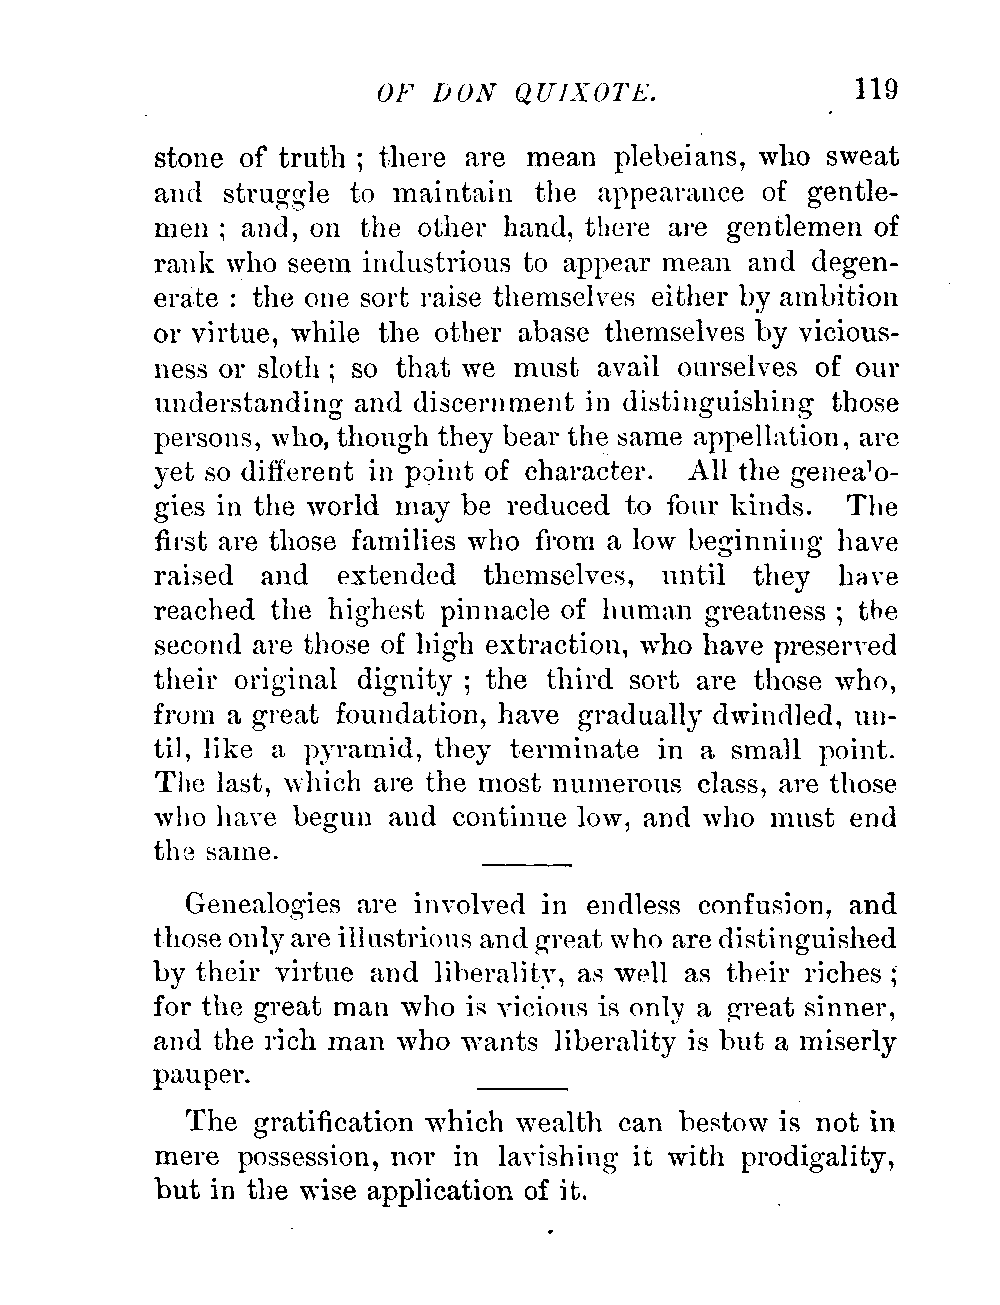 OF DON QUIXOTE. 119
stone of truth ; there are mean plebeians, who sweat
and struggle to maintain the appearance of gentle-
men ; and, on the other hand, there are gentlemen of
rank who seem industrious to appear mean and degen-
erate : the one sort raise themselves either by ambition
or virtue, while the other abase themselves by vicious-
ness or sloth ; so that we must avail ourselves of our
understanding and discernment in distinguishing those
persons, who, though they bear the same appellation, are
yet so different in point of character. All the genealo-
gies in the world may be reduced to four kinds. The
first are those families who from a low beginning have
raised and extended themselves, until they have
reached the highest pinnacle of human greatness ; the
second are those of high extraction, who have preserved
their original dignity ; the third sort are those who,
from a great foundation, have gradually dwindled, un-
til, like a pyramid, they terminate in a small point.
The last, which are the most numerous class, are those
who have begun and continue low, and who must end
the same.
Genealogies are involved in endless confusion, and
those only are illustrious and great who are distinguished
by their virtue and liberality, as well as their riches ;
for the great man who is vicious is only a great sinner,
and the rich man who wants liberality is but a miserly
pauper.
The gratification which wealth can bestow is not in
mere possession, nor in lavishing it with prodigality,
but in the wise application of it.